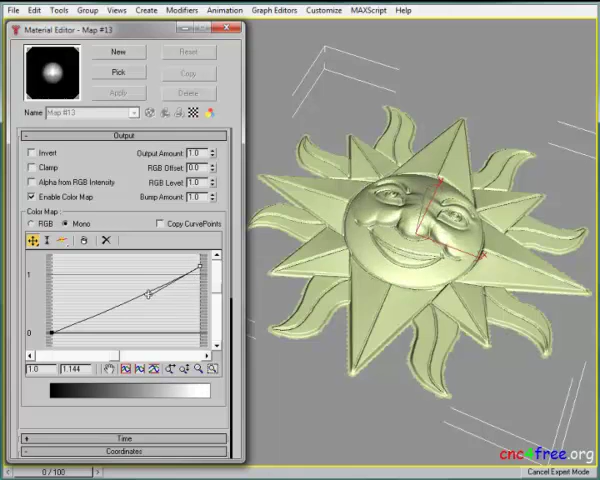 File Edit Tools Group Views Create Modifiers Animation Graph Editors Customize MAXScript Help
Material Editor - Map #13
New Reset
Pick Copy
Apply Delete
Name Map #13
- Output
Invert Output Amount: 1.0
Clamp RGB Offset: 0.0
Alpha from RGB Intensity RGB Level: 1.0
Enable Color Map Bump Amount: 1.0
Color Map:
RGB Mono Copy CurvePoints
1
0
1.0 1.144
+ Time
- Coordinates
0 / 100
cnc4free.org
Cancel Expert Mode